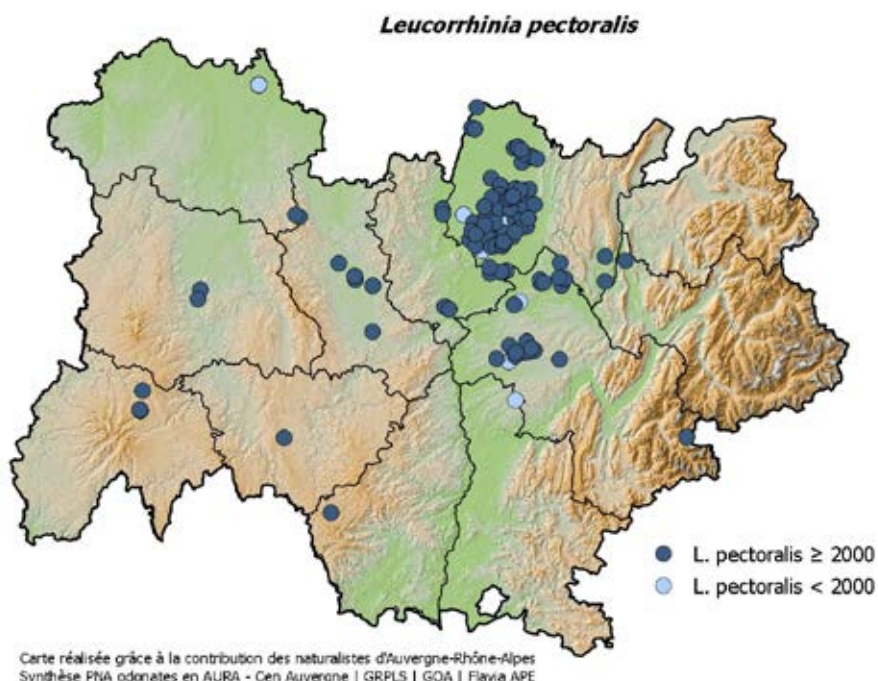 Leucorrhinia pectoralis
L. pectoralis ≥ 2000
L. pectoralis < 2000
Carte réalisée grâce à la contribution des naturalistes d'Auvergne-Rhône-Alpes
Synthèse PNA odonates en AURA - Cen Auvergne | GRPLS | GOA | Flavia APE